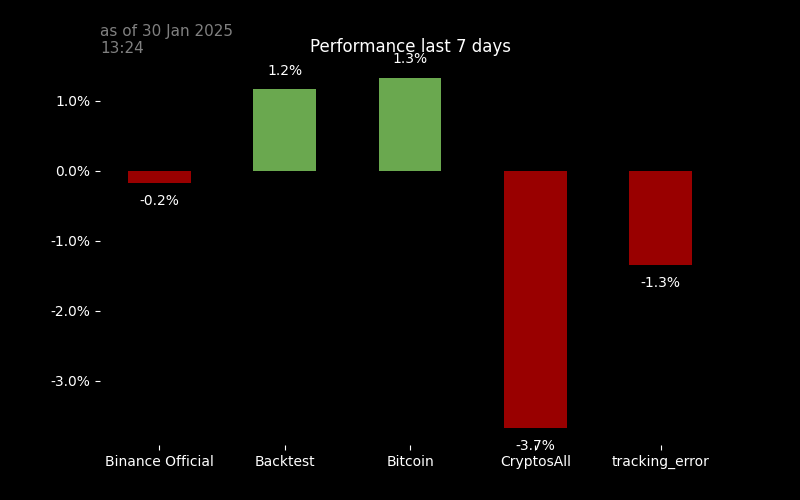 as of 30 Jan 2025
13:24
Performance last 7 days
1.2%
1.3%
1.0%
0.0%
-0.2%
-1.0%
-1.3%
-2.0%
-3.0%
-3.7%
Binance Official
Backtest
Bitcoin
CryptosAll
tracking_error